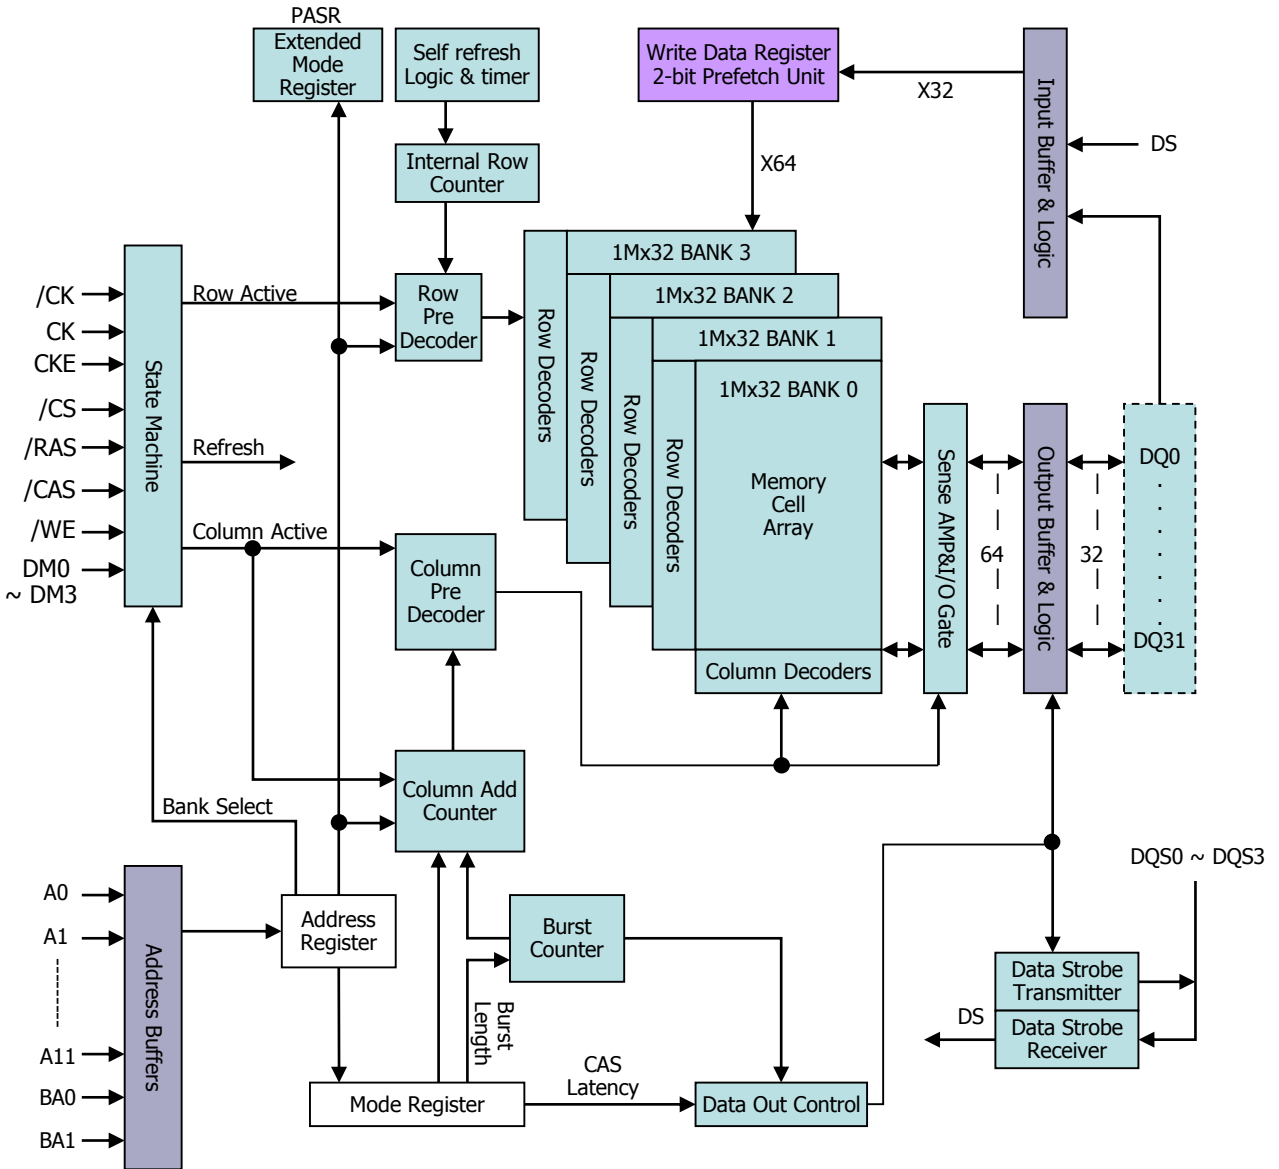 PASR
Extended
Mode
Register
Self refresh
Logic & timer
Write Data Register
2-bit Prefetch Unit
X32
Input Buffer & Logic
DS
Internal Row
Counter
X64
1Mx32 BANK 3
1Mx32 BANK 2
1Mx32 BANK 1
1Mx32 BANK 0
Row Decoders
Row Decoders
Row Decoders
Row Decoders
Memory
Cell
Array
Column Decoders
/CK
CK
CKE
/CS
/RAS
/CAS
/WE
DM0
~ DM3
State Machine
Row Active
Refresh
Column Active
Row
Pre
Decoder
Column
Pre
Decoder
Sense AMP&I/O Gate
64
Output Buffer & Logic
32
DQ0
.
.
.
.
.
.
.
DQ31
Bank Select
Column Add
Counter
A0
A1
A11
BA0
BA1
Address Buffers
Address
Register
Burst
Counter
Burst
Length
Mode Register
CAS
Latency
Data Out Control
DQS0 ~ DQS3
Data Strobe
Transmitter
DS
Data Strobe
Receiver